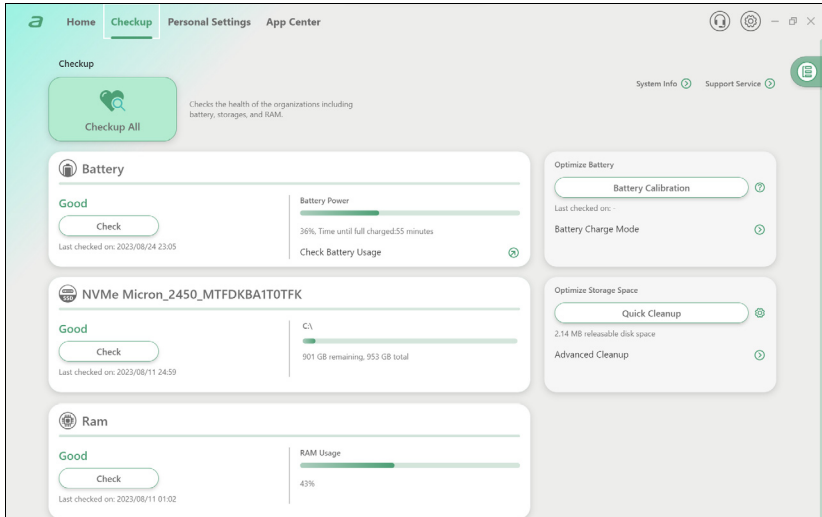 a Home Checkup Personal Settings App Center
Checkup
System Info Support Service
Checkup All
Checks the health of the organizations including
battery, storages, and RAM.
Battery
Good
Check
Last checked on: 2023/08/24 23:05
Battery Power
36%, Time until full charged:55 minutes
Check Battery Usage
Optimize Battery
Battery Calibration
Last checked on: -
Battery Charge Mode
SSD
NVMe Micron_2450_MTFDKBA1T0TFK
Good
Check
Last checked on: 2023/08/11 24:59
C:\
901 GB remaining, 953 GB total
Optimize Storage Space
Quick Cleanup
2.14 MB releasable disk space
Advanced Cleanup
Ram
Good
Check
Last checked on: 2023/08/11 01:02
RAM Usage
43%